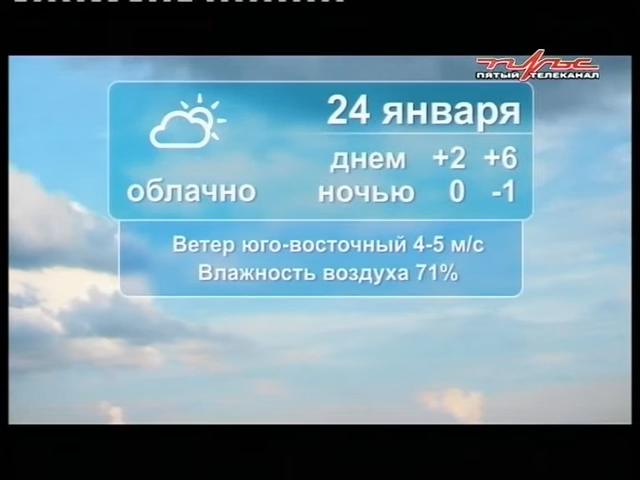 ПУЛЬС
ПЯТЫЙ ТЕЛЕКАНАЛ
24 января
облачно
днем +2 +6
ночью 0 -1
Ветер юго-восточный 4-5 м/с
Влажность воздуха 71%